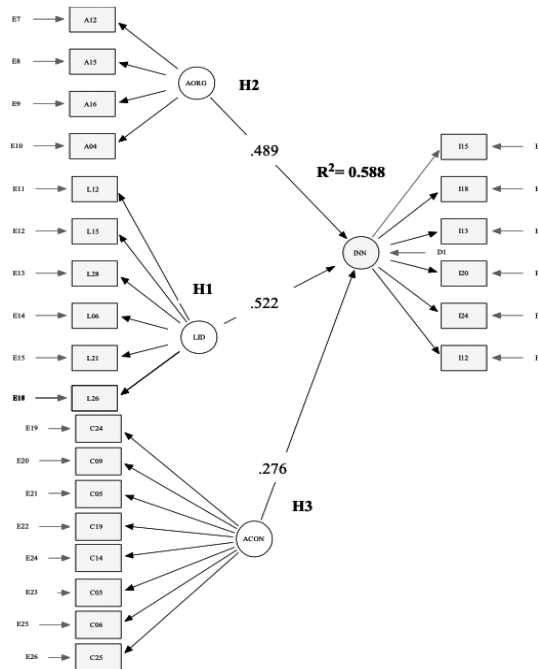 E7 A12
E8 A15
E9 A16
E10 A04
AORG
H2
.489
R²= 0.588
E11 L12
E12 L15
E13 L28
E14 L06
E15 L21
L26
H1
LID
.522
INN
D1
I15 E
I18 E
I13 E
I20 E
I24 E
I12 E
E19 C24
E20 C09
E21 C05
E22 C19
E24 C14
E23 C03
E25 C06
E26 C25
.276
H3
ACON